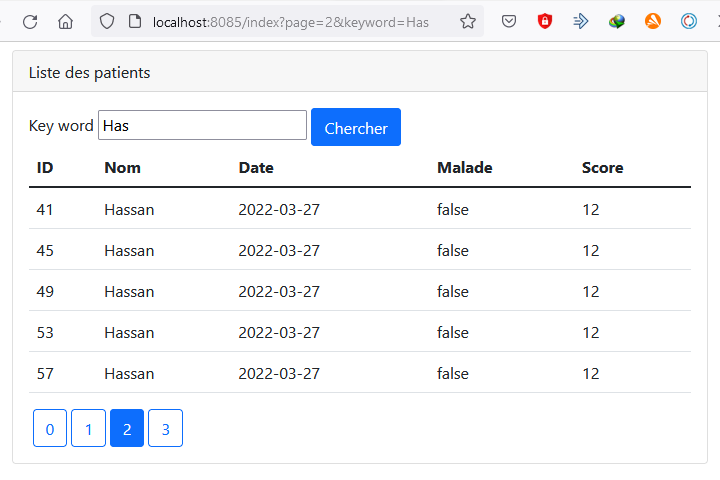 localhost:8085/index?page=2&keyword=Has
Liste des patients
Key word Has Chercher
ID Nom Date Malade Score
41 Hassan 2022-03-27 false 12
45 Hassan 2022-03-27 false 12
49 Hassan 2022-03-27 false 12
53 Hassan 2022-03-27 false 12
57 Hassan 2022-03-27 false 12
0 1 2 3